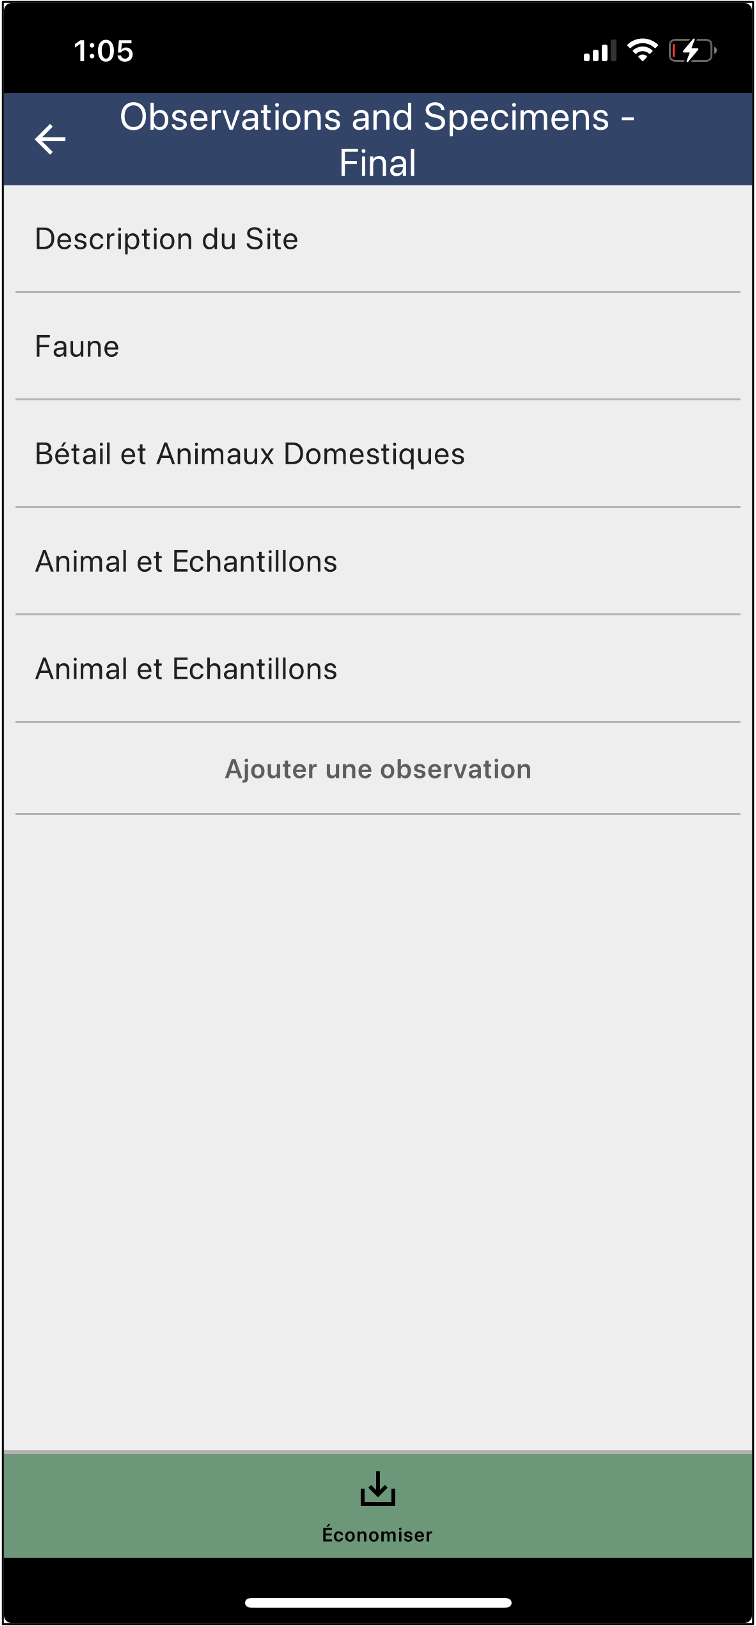 1:05
Observations and Specimens -
Final
Description du Site
Faune
Bétail et Animaux Domestiques
Animal et Echantillons
Animal et Echantillons
Ajouter une observation
Économiser